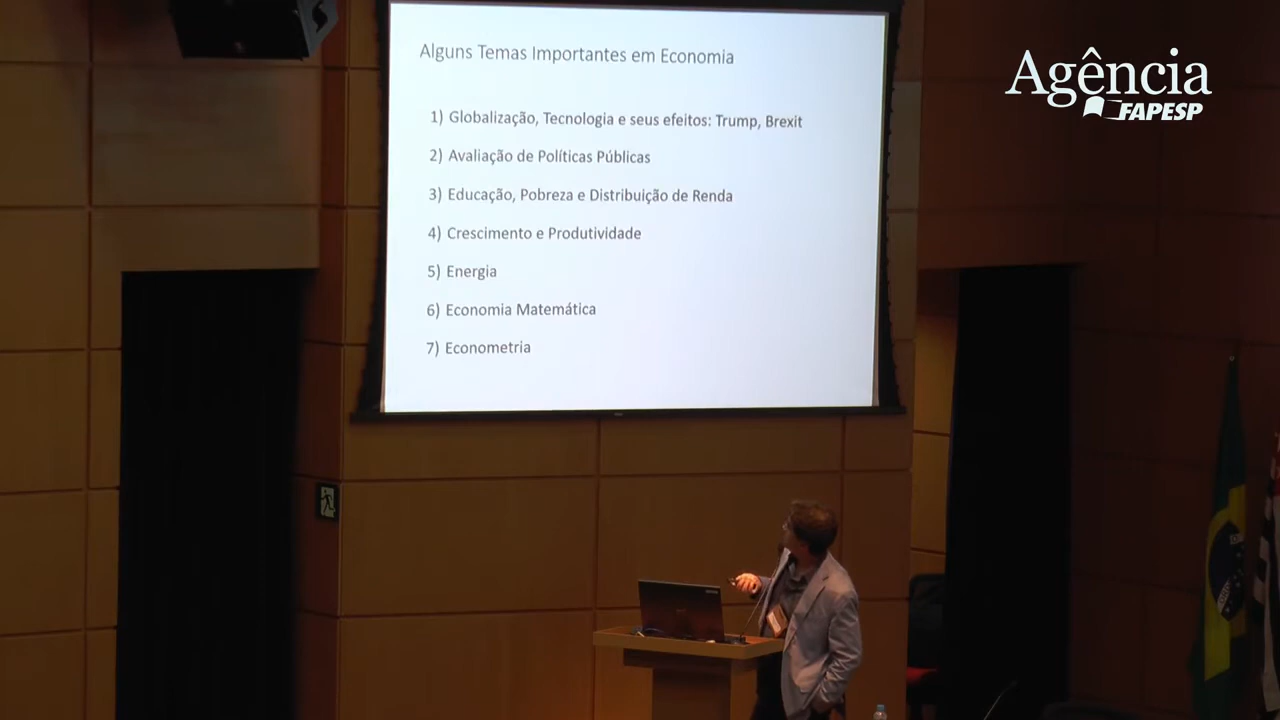 Alguns Temas Importantes em Economia
1) Globalização, Tecnologia e seus efeitos: Trump, Brexit
2) Avaliação de Políticas Públicas
3) Educação, Pobreza e Distribuição de Renda
4) Crescimento e Produtividade
5) Energia
6) Economia Matemática
7) Econometria
Agência
FAPESP